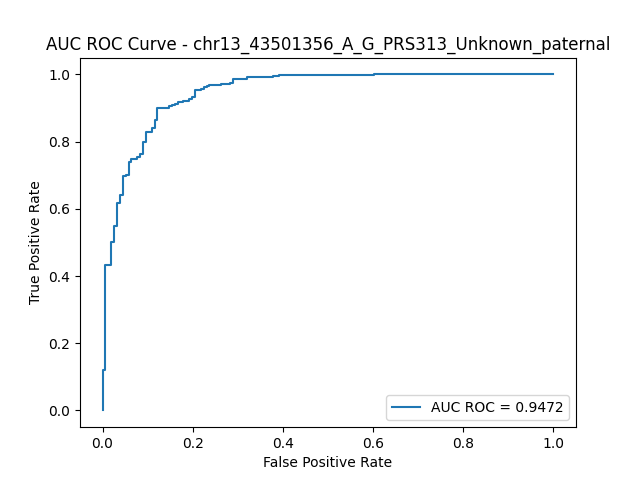 AUC ROC Curve - chr13_43501356_A_G_PRS313_Unknown_paternal
1.0
0.8
0.6
0.4
0.2
0.0
True Positive Rate
AUC ROC = 0.9472
0.0 0.2 0.4 0.6 0.8 1.0
False Positive Rate